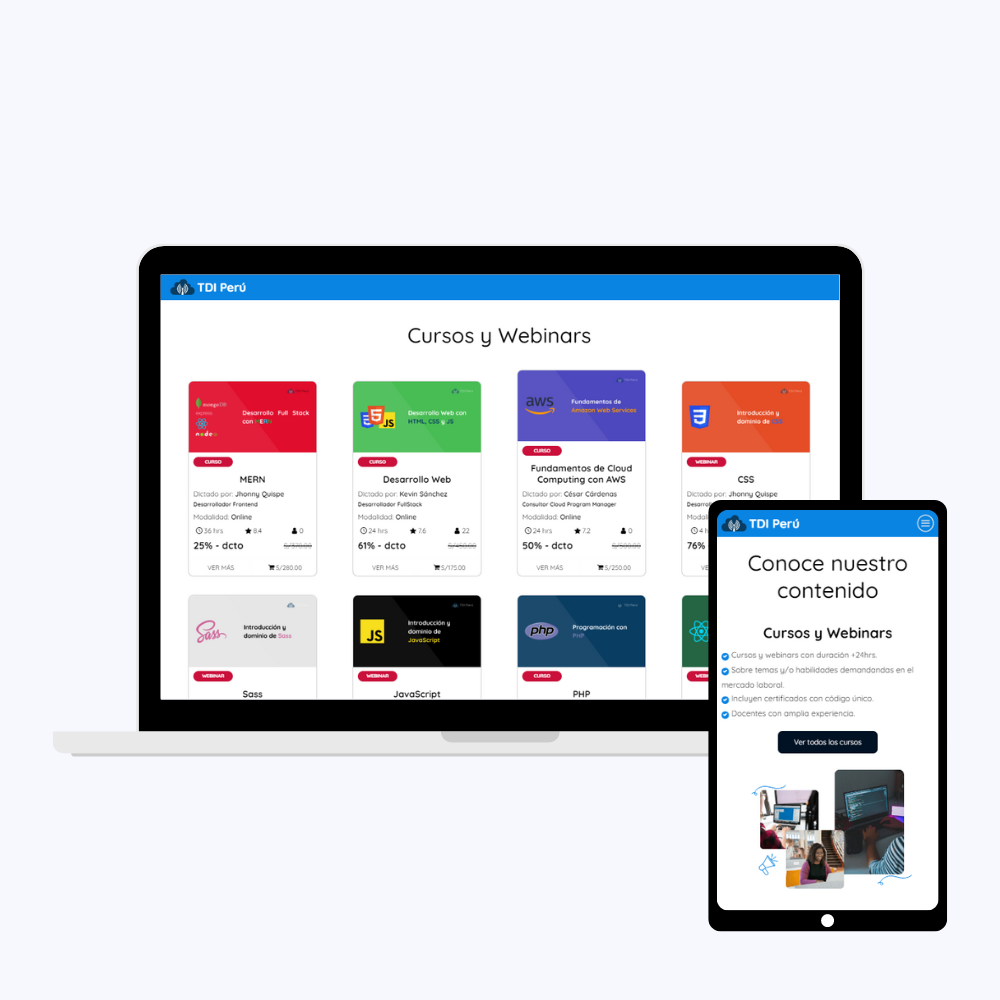 TDI Perú
Cursos y Webinars
mongoDB
Desarrollo Full Stack
con MERN
CURSO
MERN
Dictado por: Jhonny Quispe
Desarrollador Frontend
Modalidad: Online
36 hrs 8.4 0
25% - dcto
VER MÁS S/280.00
5 JS
Desarrollo Web con
HTML, CSS y JS
CURSO
Desarrollo Web
Dictado por: Kevin Sánchez
Desarrollador FullStack
Modalidad: Online
24 hrs 7.6 22
61% - dcto S/450.00
VER MÁS S/175.00
aws
Fundamentos de
Amazon Web Services
CURSO
Fundamentos de Cloud
Computing con AWS
Dictado por: César Cárdenas
Consultor Cloud Program Manager
Modalidad: Online
24 hrs 7.2 0
50% - dcto S/500.00
VER MÁS S/250.00
3
Introducción y
dominio de CSS
WEBINAR
CSS
Dictado por: Jhonny Quispe
Desarrollador
Modalidad:
4 h
76%
VER
Sass
Introducción y
dominio de Sass
WEBINAR
Sass
JS
Introducción y
dominio de
JavaScript
WEBINAR
JavaScript
php
Programación con
PHP
CURSO
PHP
TDI Perú
Conoce nuestro
contenido
Cursos y Webinars
Cursos y webinars con duración +24hrs.
Sobre temas y/o habilidades demandandas en el
mercado laboral.
Incluyen certificados con código único.
Docentes con amplia experiencia.
Ver todos los cursos